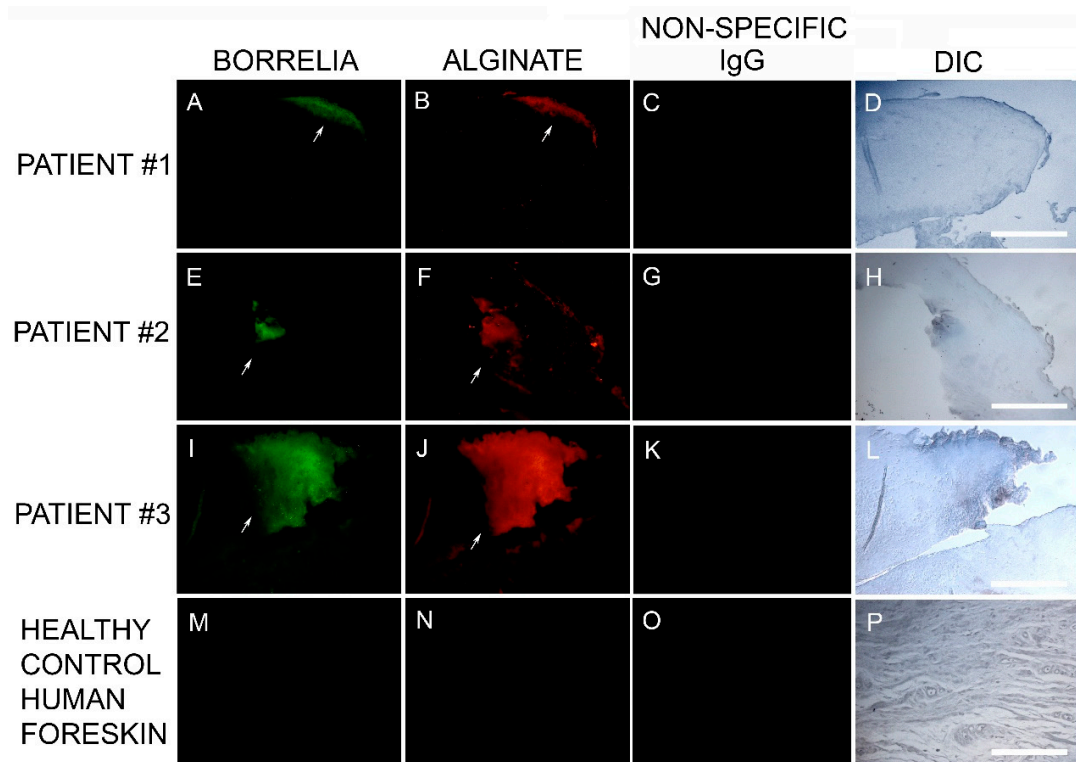 NON-SPECIFIC
BORRELIA ALGINATE IgG DIC
PATIENT #1 A B C D
PATIENT #2 E F G H
PATIENT #3 I J K L
HEALTHY M N O P
CONTROL
HUMAN
FORESKIN